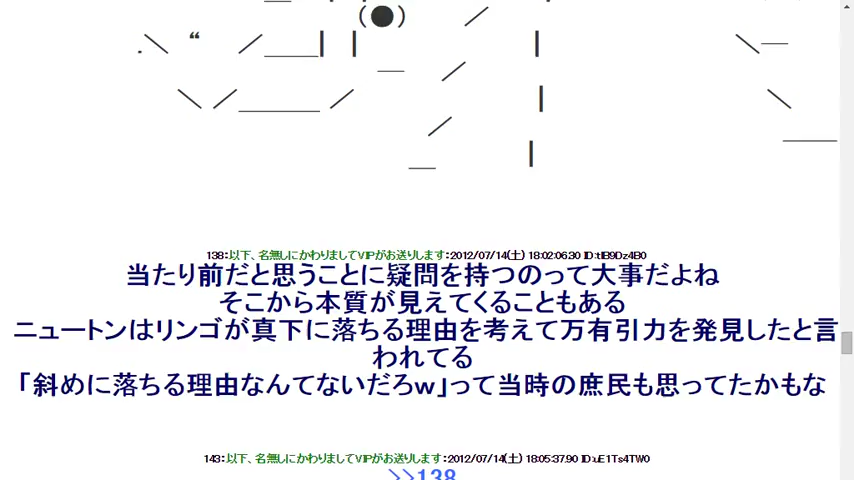 138:以下、名無しにかわりましてVIPがお送りします:2012/07/14(土) 18:02:06.30 ID:tIB9Dz4B0
当たり前だと思うことに疑問を持つのって大事だよね
そこから本質が見えてくることもある
ニュートンはリンゴが真下に落ちる理由を考えて万有引力を発見したと言
われてる
「斜めに落ちる理由なんてないだろw」って当時の庶民も思ってたかもな
143:以下、名無しにかわりましてVIPがお送りします:2012/07/14(土) 18:05:37.90 ID:uE1Ts4TW0
>>138